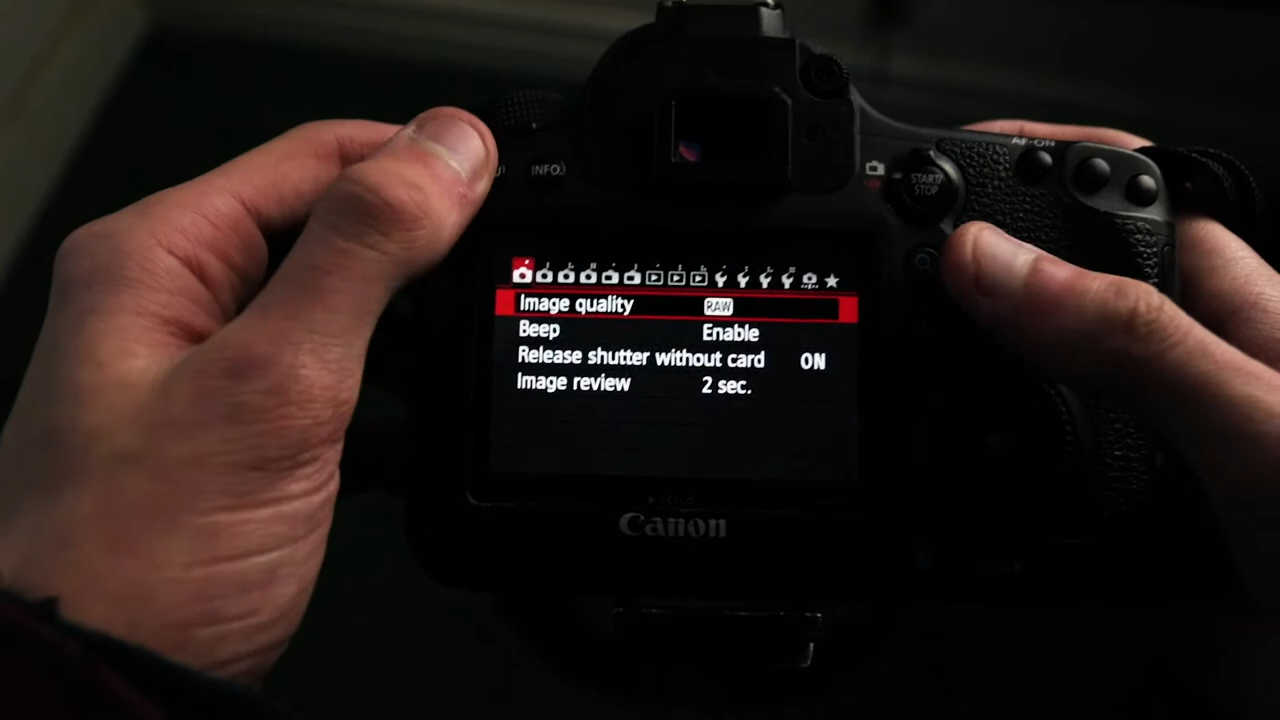 INFO.
AF-ON
START/
STOP
Image quality RAW
Beep Enable
Release shutter without card ON
Image review 2 sec.
VELLO
Canon